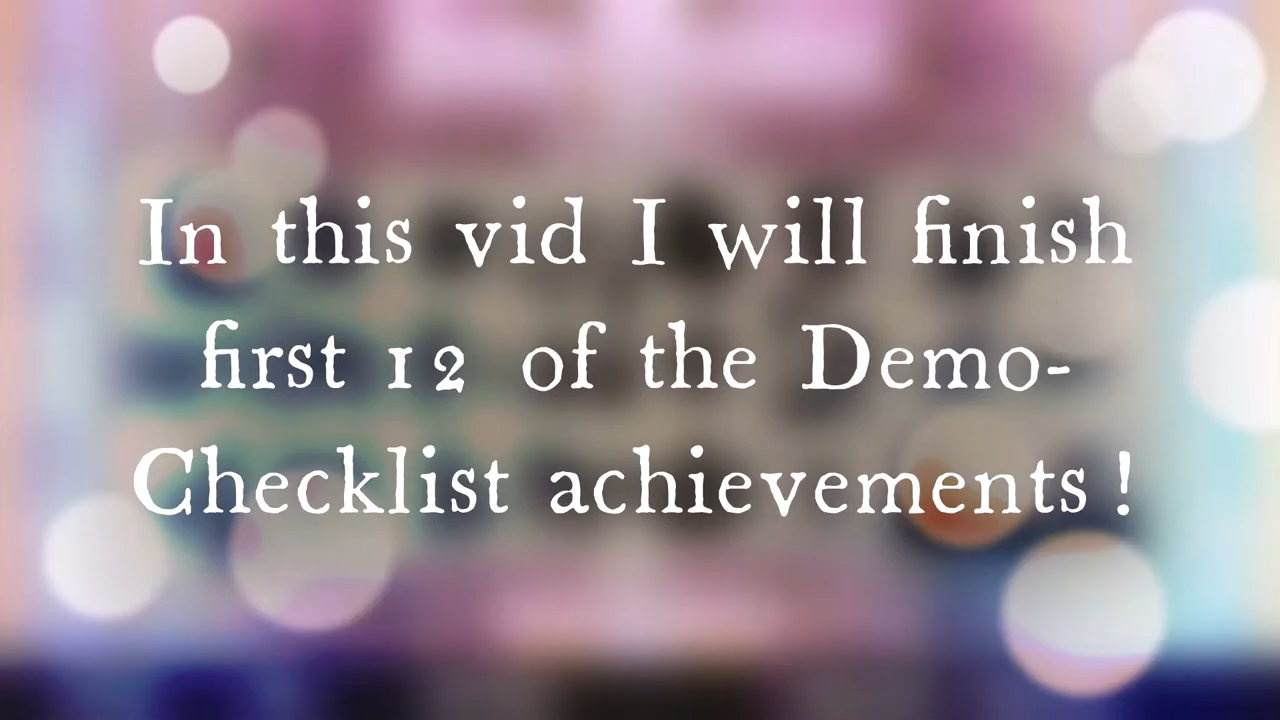 In this vid I will finish
first 12 of the Demo-
Checklist achievements !